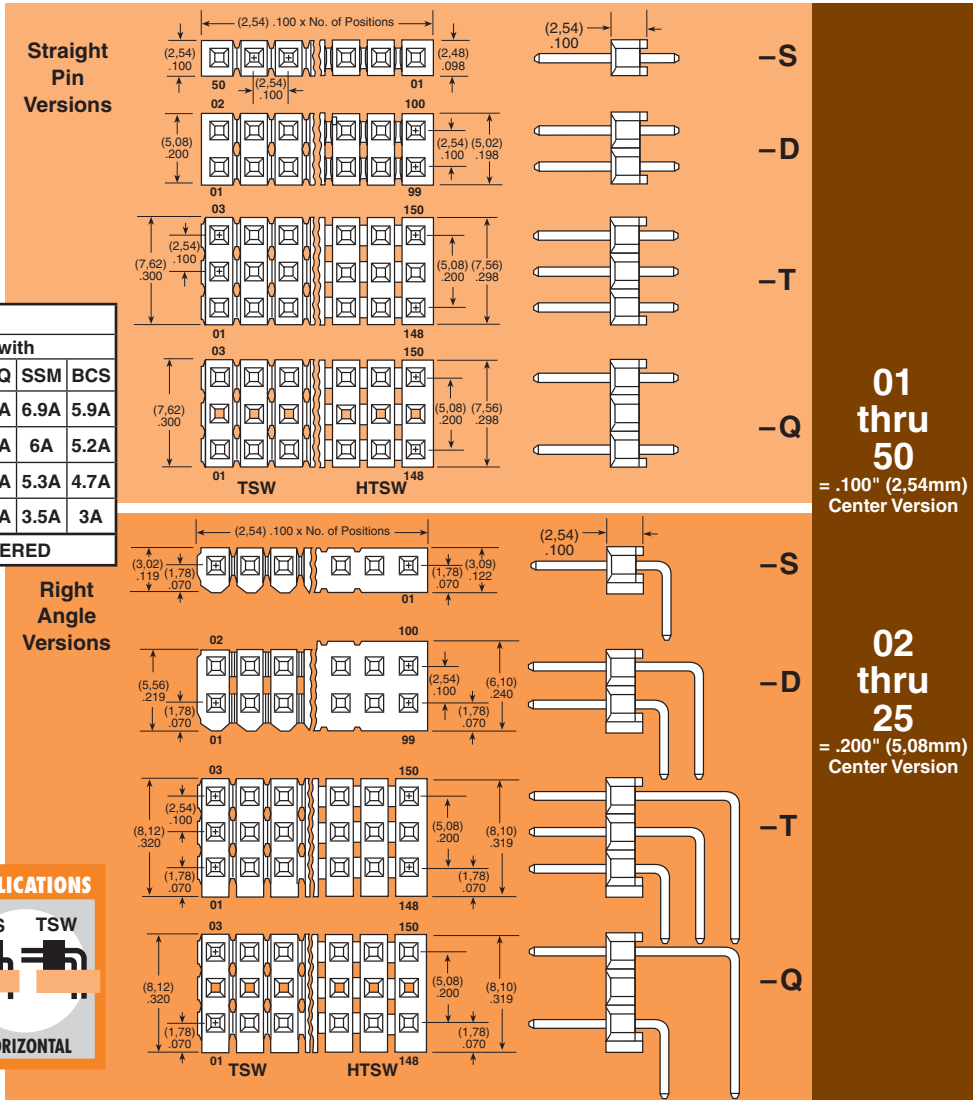 Straight
Pin
Versions
(2,54) .100 x No. of Positions
(2,54)
.100
(2,48)
.098
50
(2,54)
.100
01
(2,54)
.100
–S
02
100
(5,08)
.200
(2,54)
.100
(5,02)
.198
01
99
–D
03
150
(2,54)
.100
(7,62)
.300
(5,08)
.200
(7,56)
.298
01
148
–T
03
150
(7,62)
.300
(5,08)
.200
(7,56)
.298
01
148
TSW
HTSW
–Q
with
Q SSM BCS
A 6.9A 5.9A
A 6A 5.2A
A 5.3A 4.7A
A 3.5A 3A
ERED
Right
Angle
Versions
(2,54) .100 x No. of Positions
(3,02)
.119
(1,78)
.070
(1,78)
.070
(3,09)
.122
01
(2,54)
.100
–S
02
100
(5,56)
.219
(1,78)
.070
(2,54)
.100
(6,10)
.240
(1,78)
.070
01
99
–D
03
150
(2,54)
.100
(8,12)
.320
(1,78)
.070
(5,08)
.200
(8,10)
.319
(1,78)
.070
01
148
–T
03
150
(8,12)
.320
(1,78)
.070
(5,08)
.200
(8,10)
.319
(1,78)
.070
01
148
TSW
HTSW
–Q
LICATIONS
S TSW
RIZONTAL
01
thru
50
= .100" (2,54mm)
Center Version
02
thru
25
= .200" (5,08mm)
Center Version